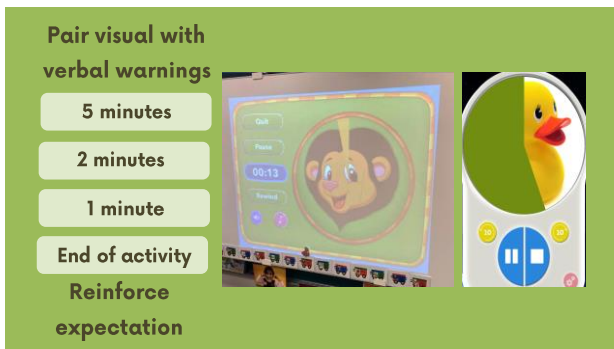 Pair visual with
verbal warnings
5 minutes
2 minutes
1 minute
End of activity
Reinforce
expectation
Quit
Pause
00:13
Rewind